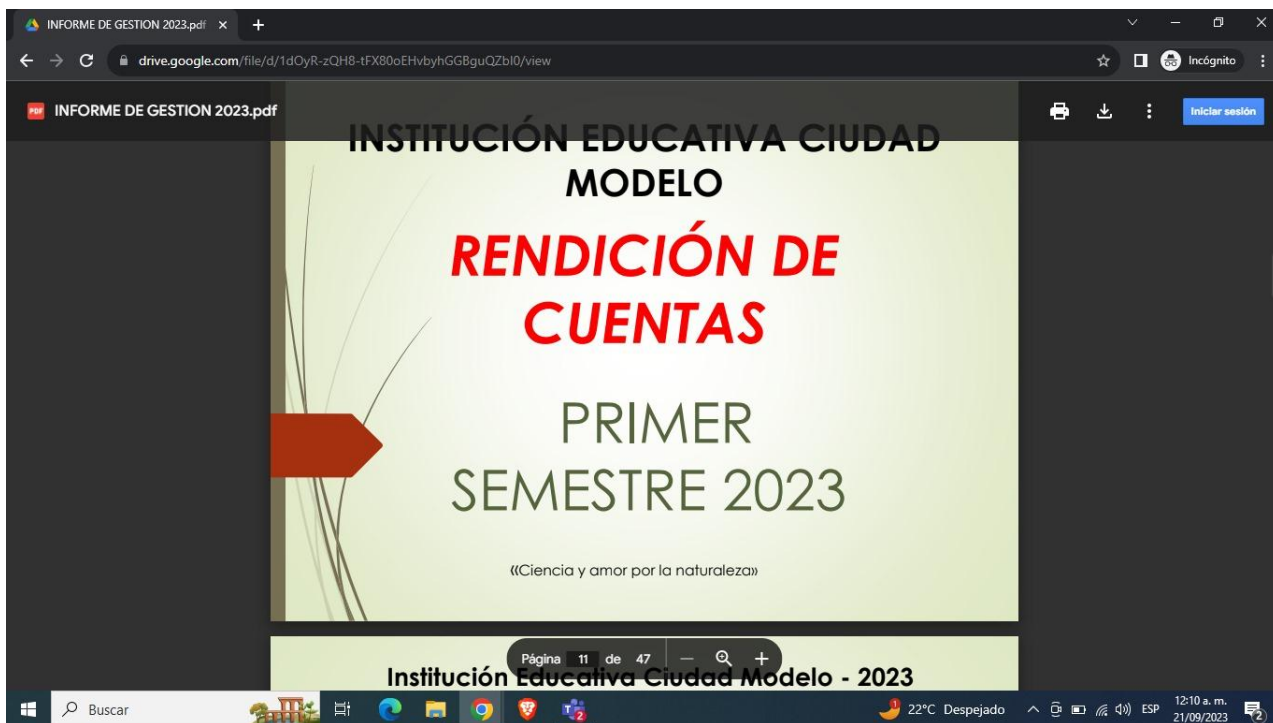 INFORME DE GESTION 2023.pdf
drive.google.com/file/d/1dOyR-zQH8-tFX80oEHvbyhGGBguQZbI0/view
Incógnito
PDF
INFORME DE GESTION 2023.pdf
Iniciar sesión
INSTITUCIÓN EDUCATIVA CIUDAD
MODELO
RENDICIÓN DE
CUENTAS
PRIMER
SEMESTRE 2023
«Ciencia y amor por la naturaleza»
Página 11 de 47
Institución Educativa Ciudad Modelo - 2023
Buscar
22°C Despejado
ESP
12:10 a. m.
21/09/2023
2